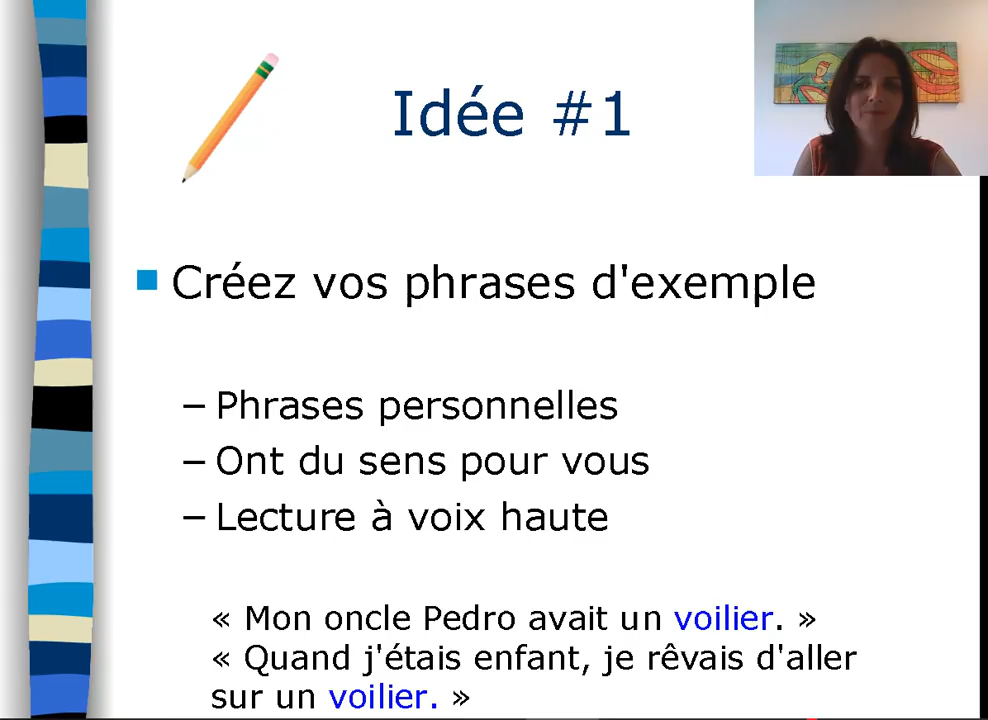 Idée #1
Créez vos phrases d'exemple
– Phrases personnelles
– Ont du sens pour vous
– Lecture à voix haute
« Mon oncle Pedro avait un voilier. »
« Quand j'étais enfant, je rêvais d'aller
sur un voilier. »